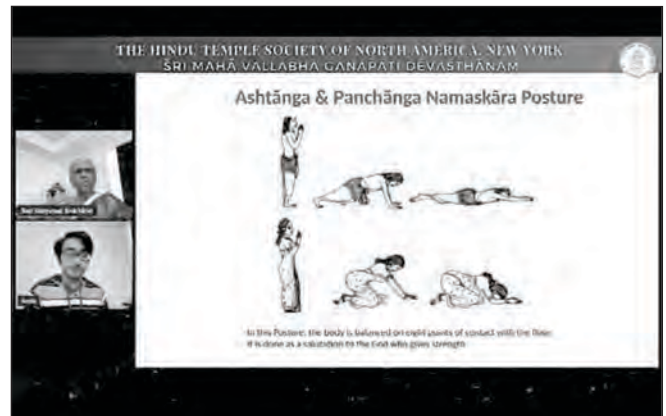 THE HINDU TEMPLE SOCIETY OF NORTH AMERICA, NEW YORK
ŚRI MAHĀ VALLABHA GANAPATI DEVASTHĀNAM
Ashtānga & Panchānga Namaskāra Posture
In this Posture, the body is balanced on eight points of contact with the floor.
It is done as a salutation to the God who gives strength